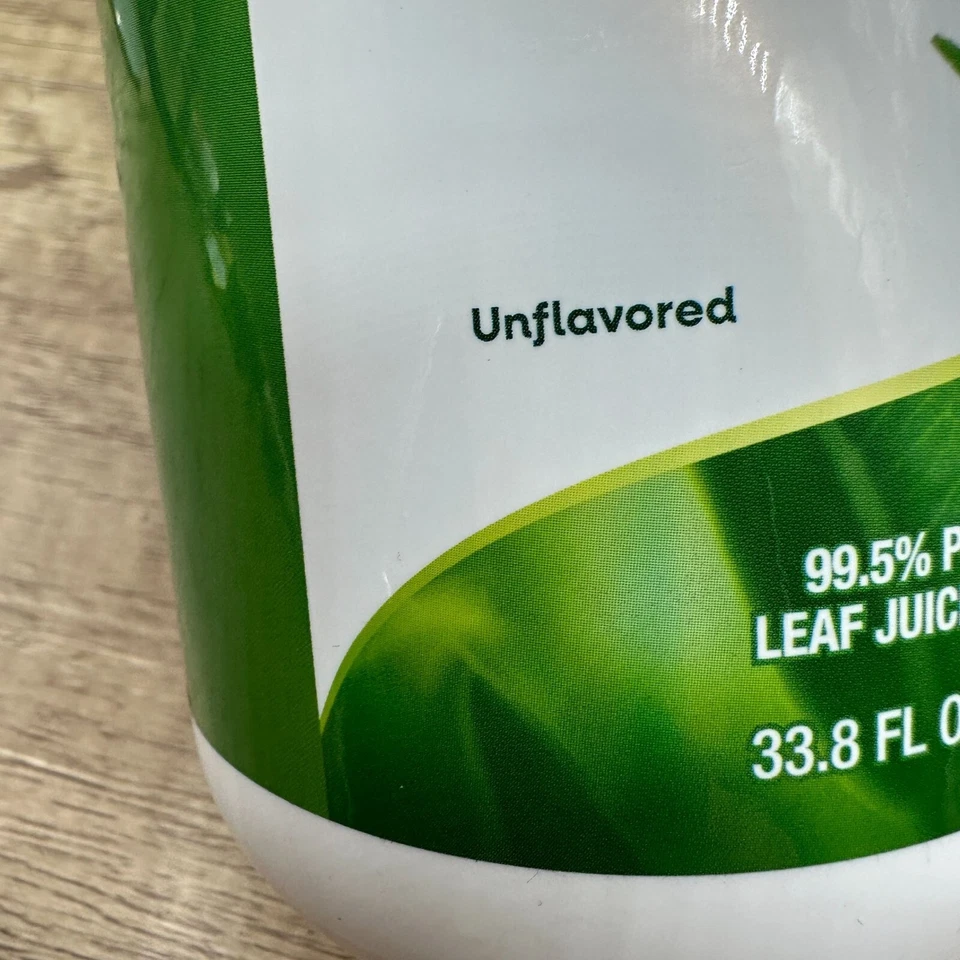 Unflavored
99.5% P
LEAF JUIC
33.8 FL O